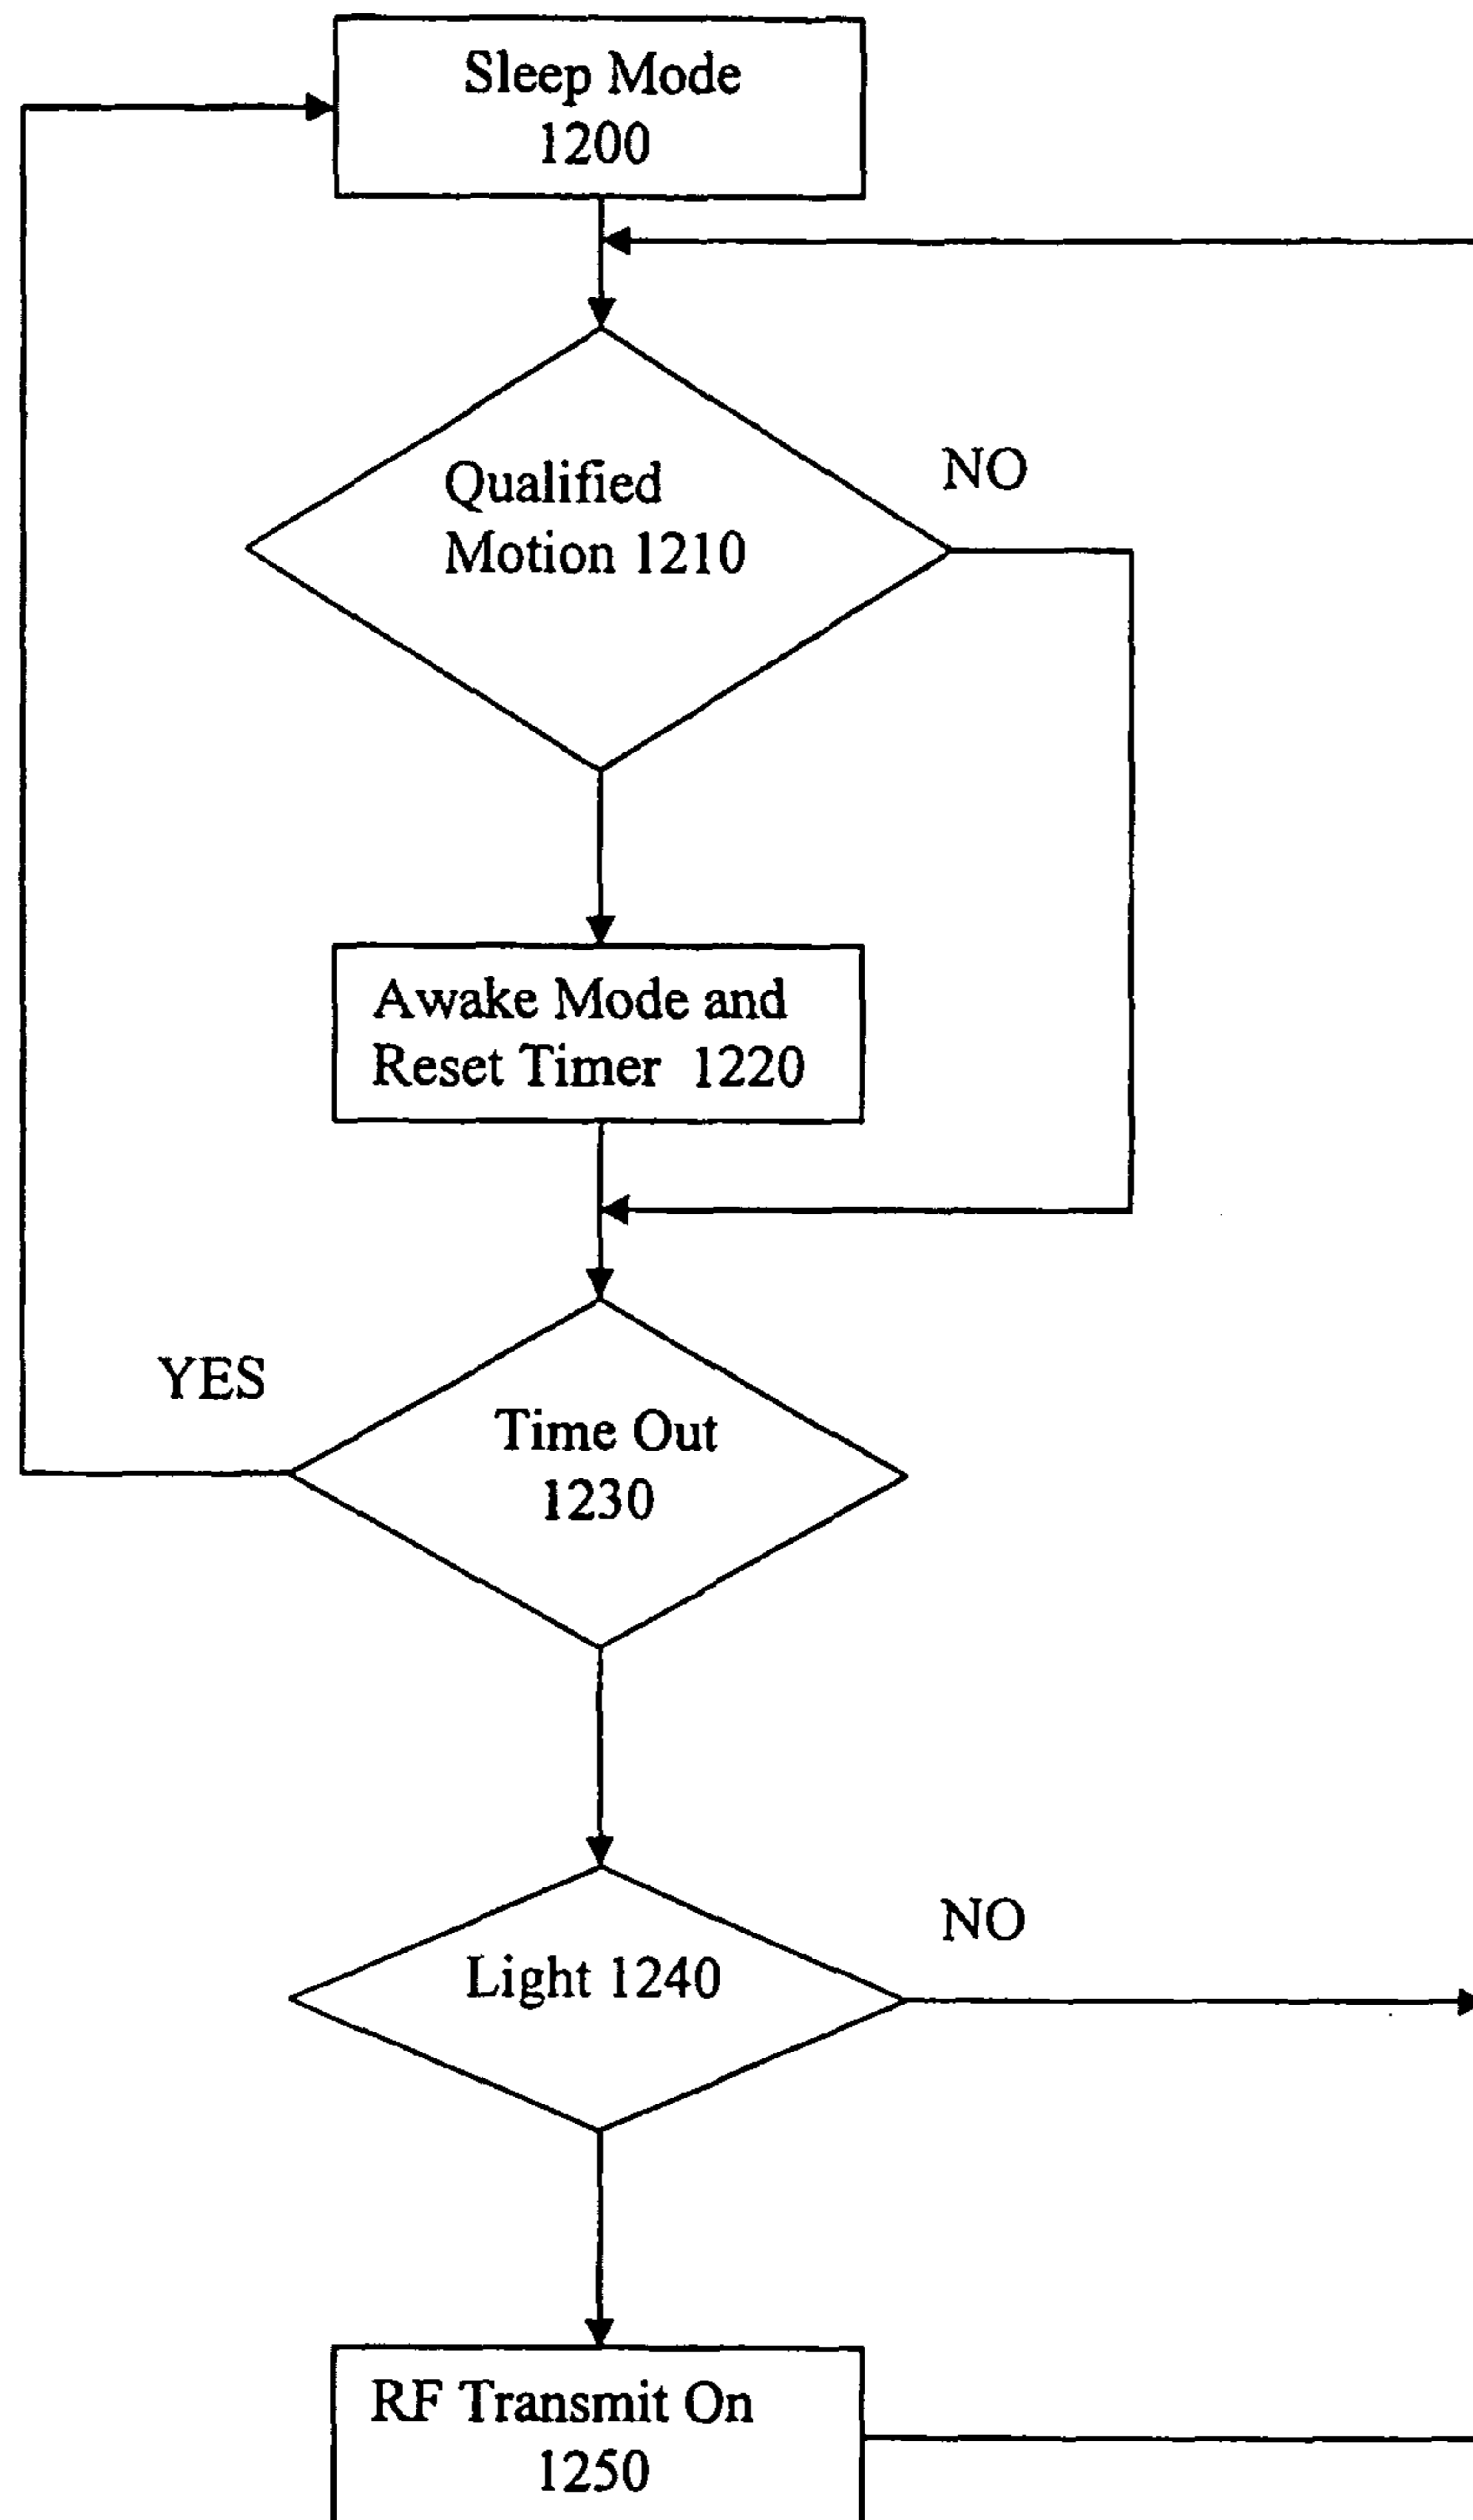 Sleep Mode
1200
Qualified
Motion 1210
NO
Awake Mode and
Reset Timer 1220
YES
Time Out
1230
NO
Light 1240
RF Transmit On
1250